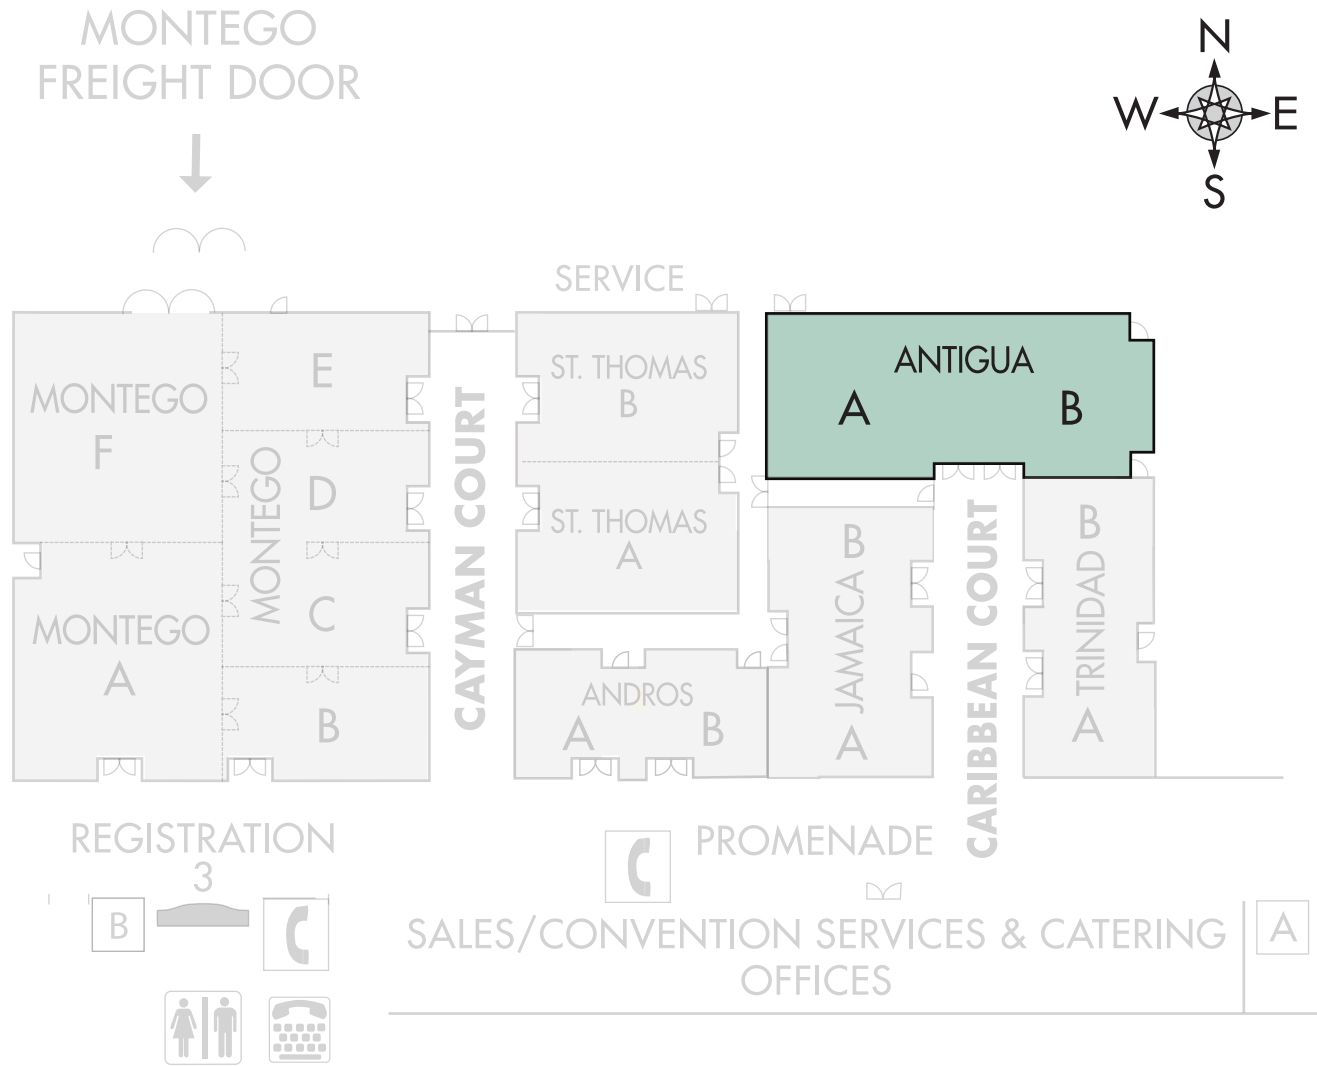 MONTEGO
FREIGHT DOOR
N
W E
S
SERVICE
MONTEGO
F
E
D
MONTEGO
C
B
MONTEGO
A
CAYMAN COURT
ST. THOMAS
B
ST. THOMAS
A
ANDROS
A B
ANTIGUA
A B
B
JAMAICA
A
CARIBBEAN COURT
B
TRINIDAD
A
REGISTRATION
3
B
PROMENADE
SALES/CONVENTION SERVICES & CATERING
OFFICES
A